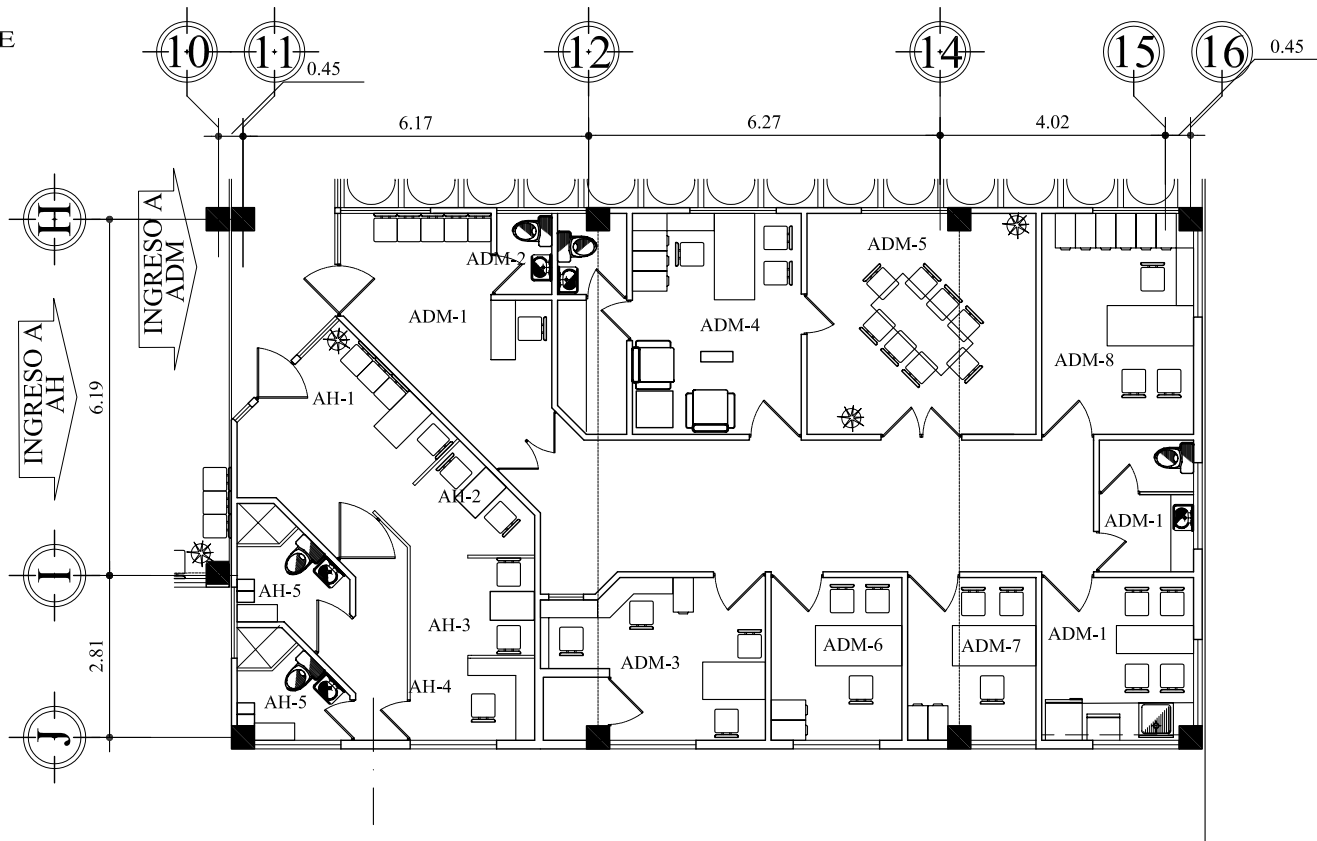 E
10
11
12
14
15
16
0.45
0.45
6.17
6.27
4.02
H
INGRESO A
ADM
INGRESO A
AH
6.19
I
2.81
J
ADM-2
ADM-5
ADM-1
ADM-4
ADM-8
AH-1
AH-2
ADM-1
AH-5
AH-3
ADM-3
ADM-6
ADM-7
ADM-1
AH-4
AH-5